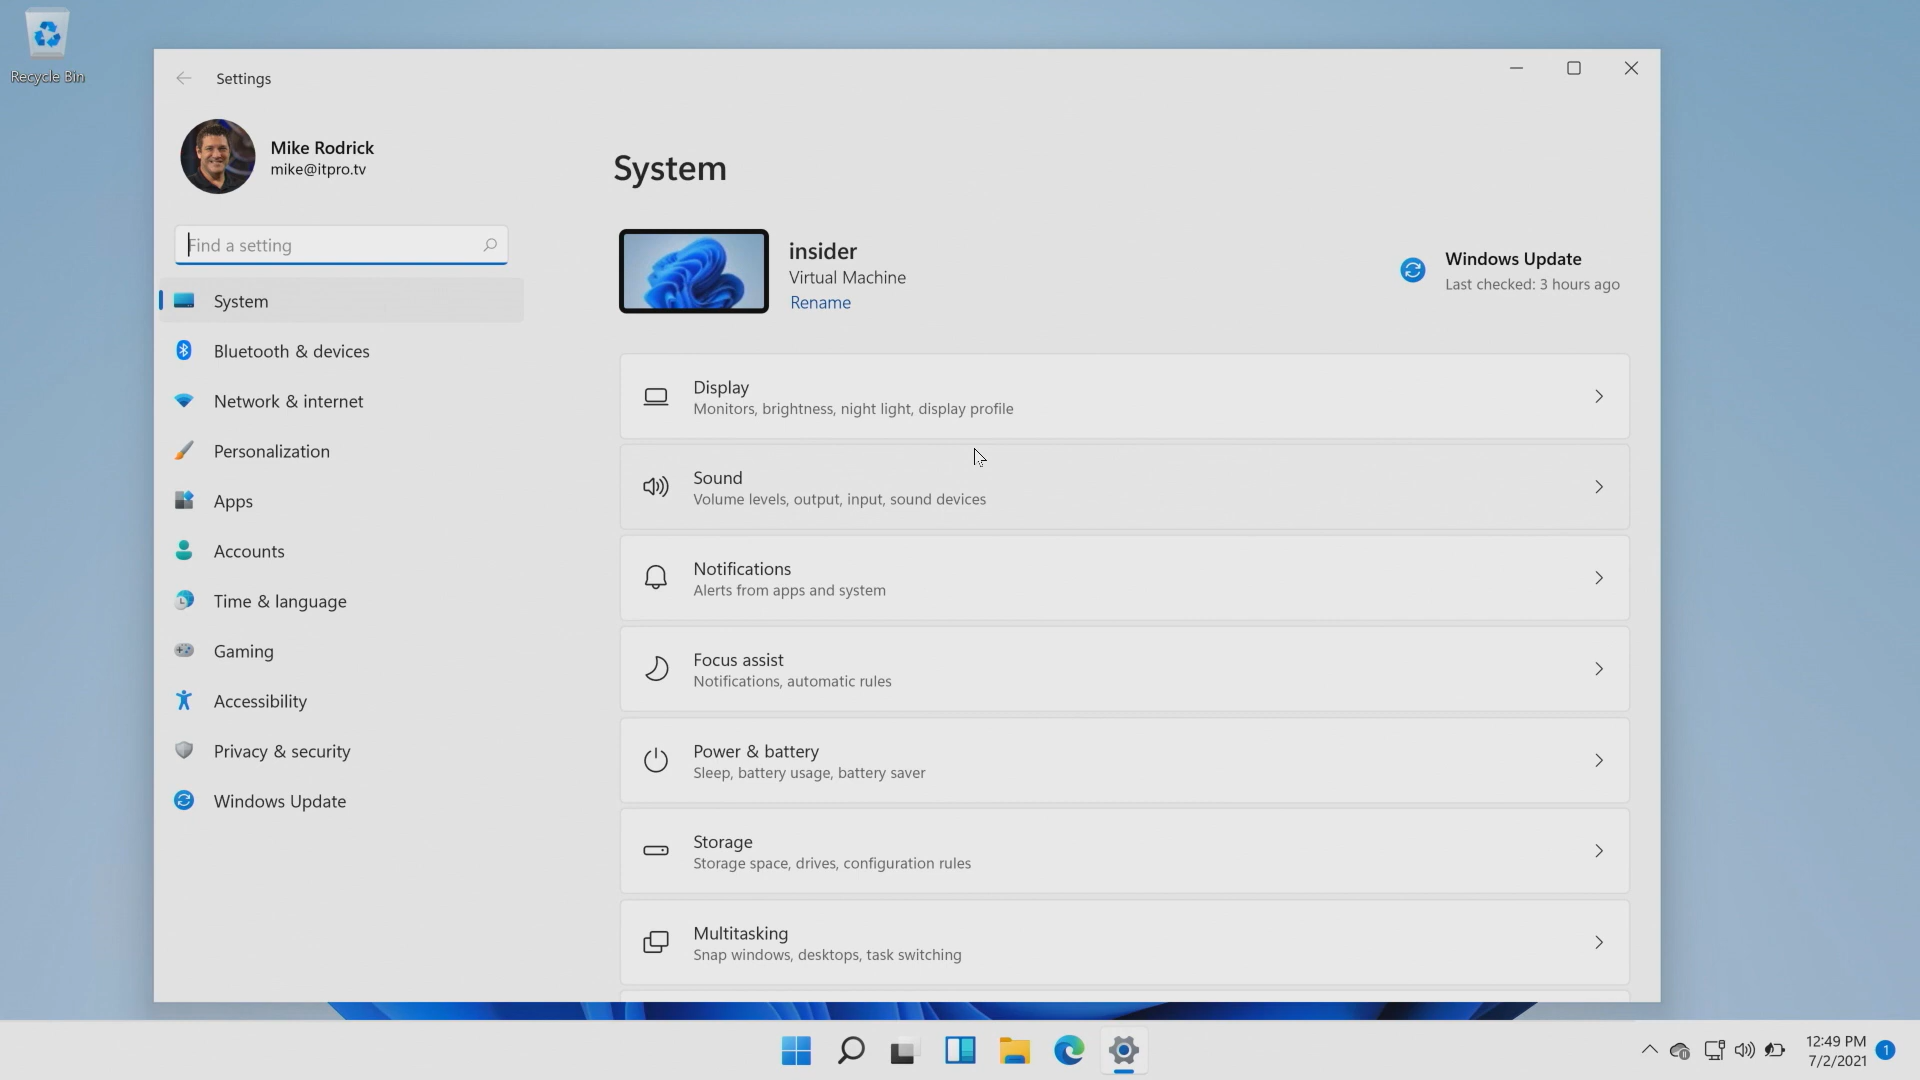 Recycle Bin
Settings
Mike Rodrick
mike@itpro.tv
Find a setting
System
Bluetooth & devices
Network & internet
Personalization
Apps
Accounts
Time & language
Gaming
Accessibility
Privacy & security
Windows Update
System
insider
Virtual Machine
Rename
Windows Update
Last checked: 3 hours ago
Display
Monitors, brightness, night light, display profile
Sound
Volume levels, output, input, sound devices
Notifications
Alerts from apps and system
Focus assist
Notifications, automatic rules
Power & battery
Sleep, battery usage, battery saver
Storage
Storage space, drives, configuration rules
Multitasking
Snap windows, desktops, task switching
12:49 PM
7/2/2021
1